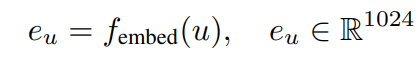 e_u = f_embed(u), e_u ∈ ℝ^1024